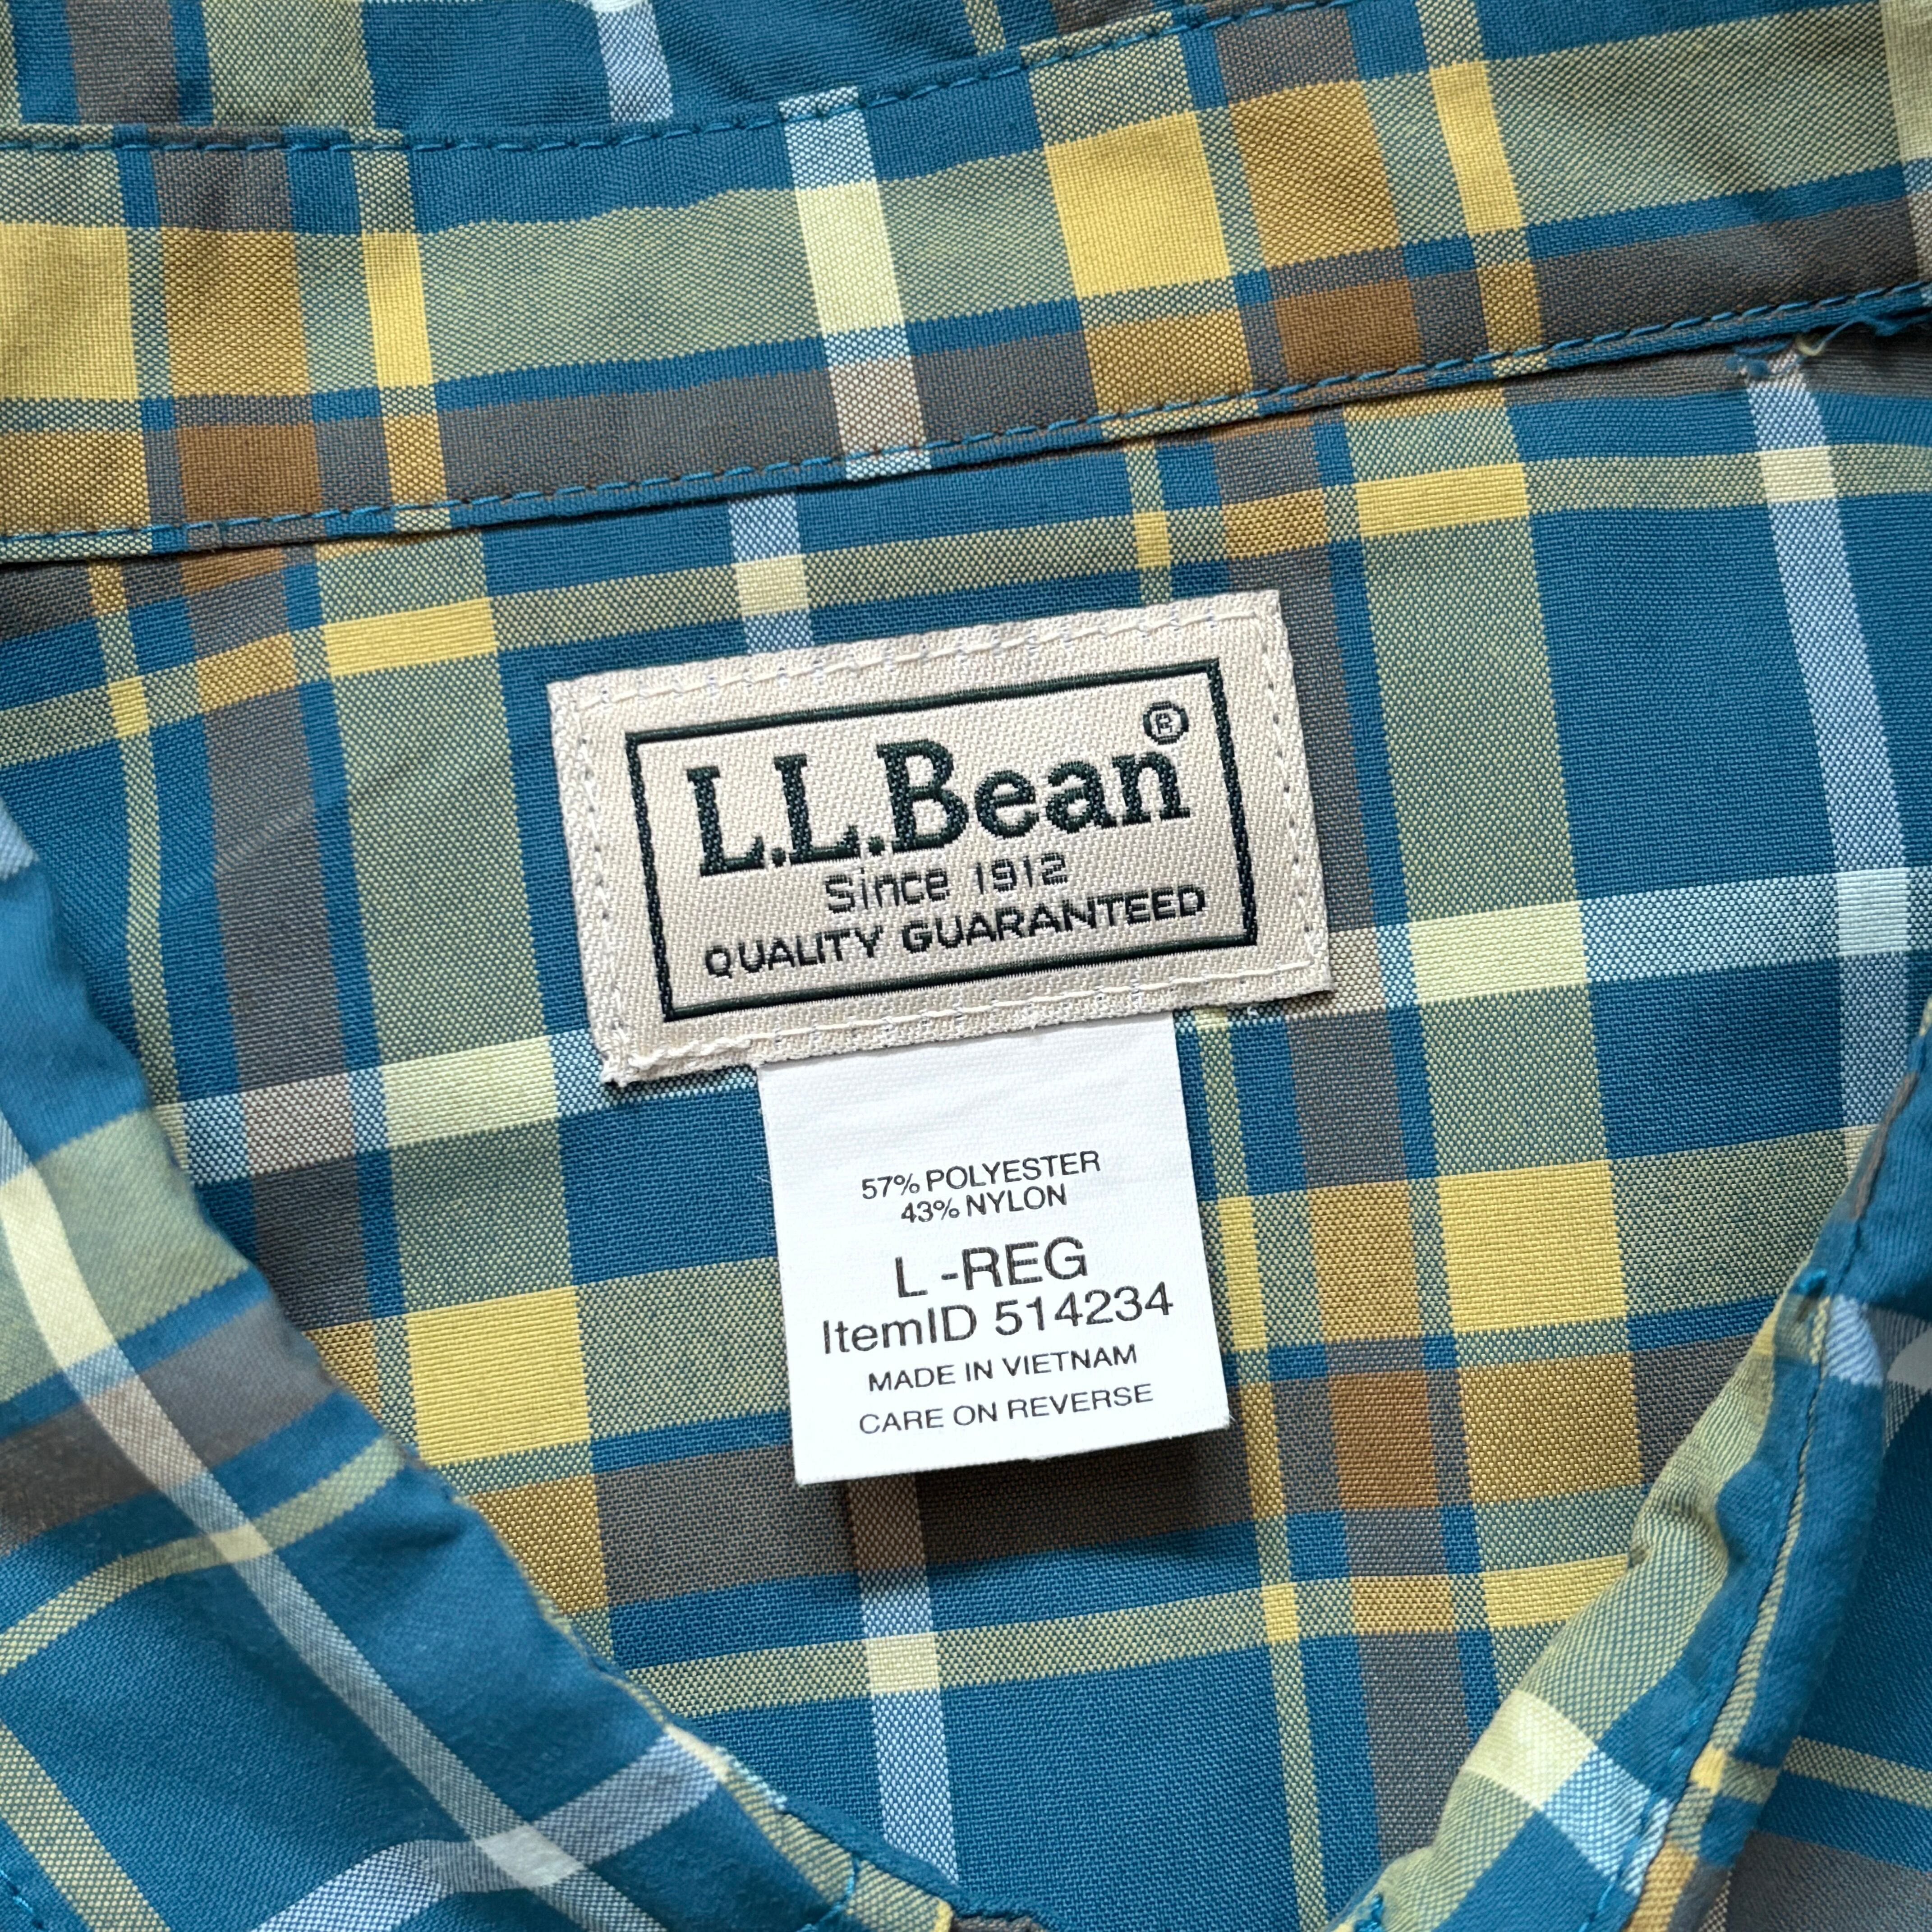 L.L.Bean®
Since 1912
QUALITY GUARANTEED
57% POLYESTER
43% NYLON
L -REG
ItemID 514234
MADE IN VIETNAM
CARE ON REVERSE